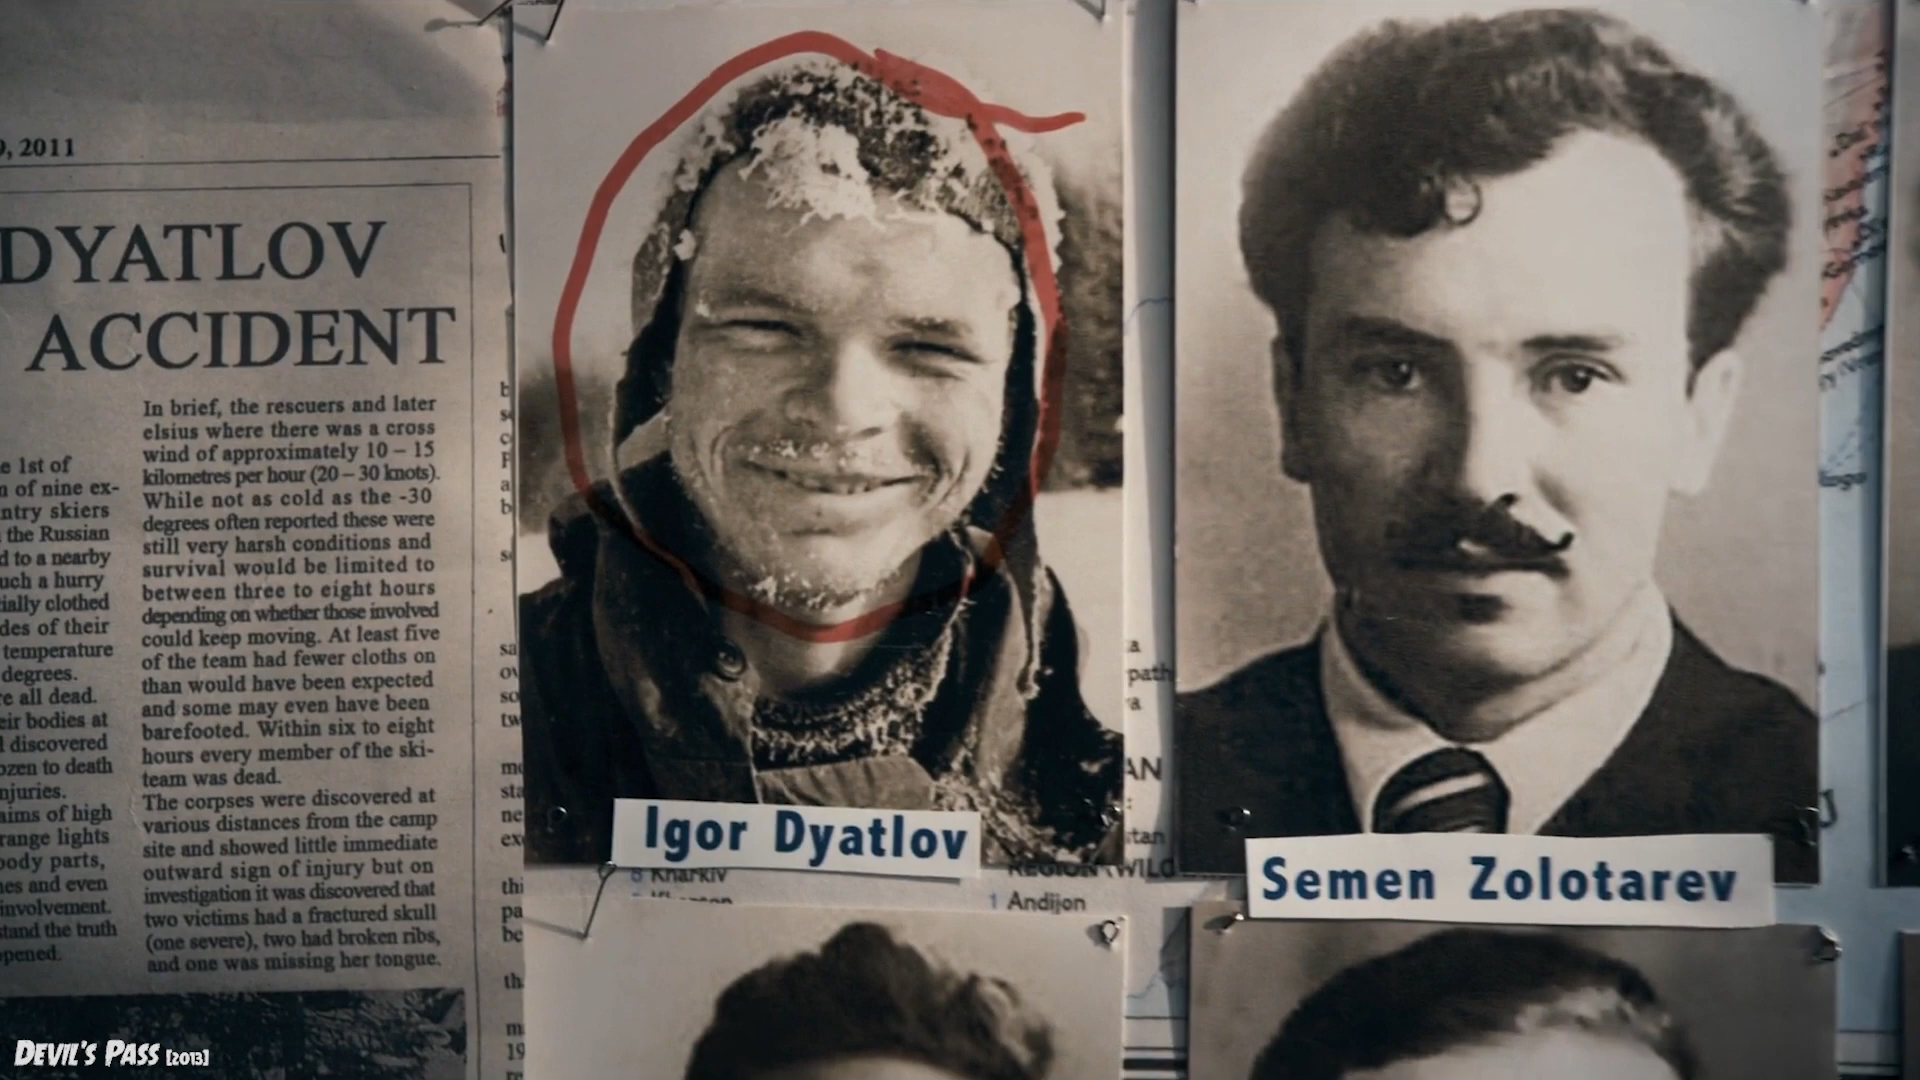 9, 2011
DYATLOV
ACCIDENT
e 1st of
n of nine ex-
ntry skiers
the Russian
d to a nearby
uch a hurry
ially clothed
des of their
temperature
degrees.
re all dead.
eir bodies at
d discovered
ozen to death
njuries.
aims of high
range lights
body parts,
nes and even
involvement.
stand the truth
pened.
In brief, the rescuers and later
elsius where there was a cross
wind of approximately 10 – 15
kilometres per hour (20 – 30 knots).
While not as cold as the -30
degrees often reported these were
still very harsh conditions and
survival would be limited to
between three to eight hours
depending on whether those involved
could keep moving. At least five
of the team had fewer cloths on
than would have been expected
and some may even have been
barefooted. Within six to eight
hours every member of the ski-
team was dead.
The corpses were discovered at
various distances from the camp
site and showed little immediate
outward sign of injury but on
investigation it was discovered that
two victims had a fractured skull
(one severe), two had broken ribs,
and one was missing her tongue.
Igor Dyatlov
Semen Zolotarev
8 Kharkiv
REGION (WILO
1 Andijon
DEVIL'S PASS [2013]